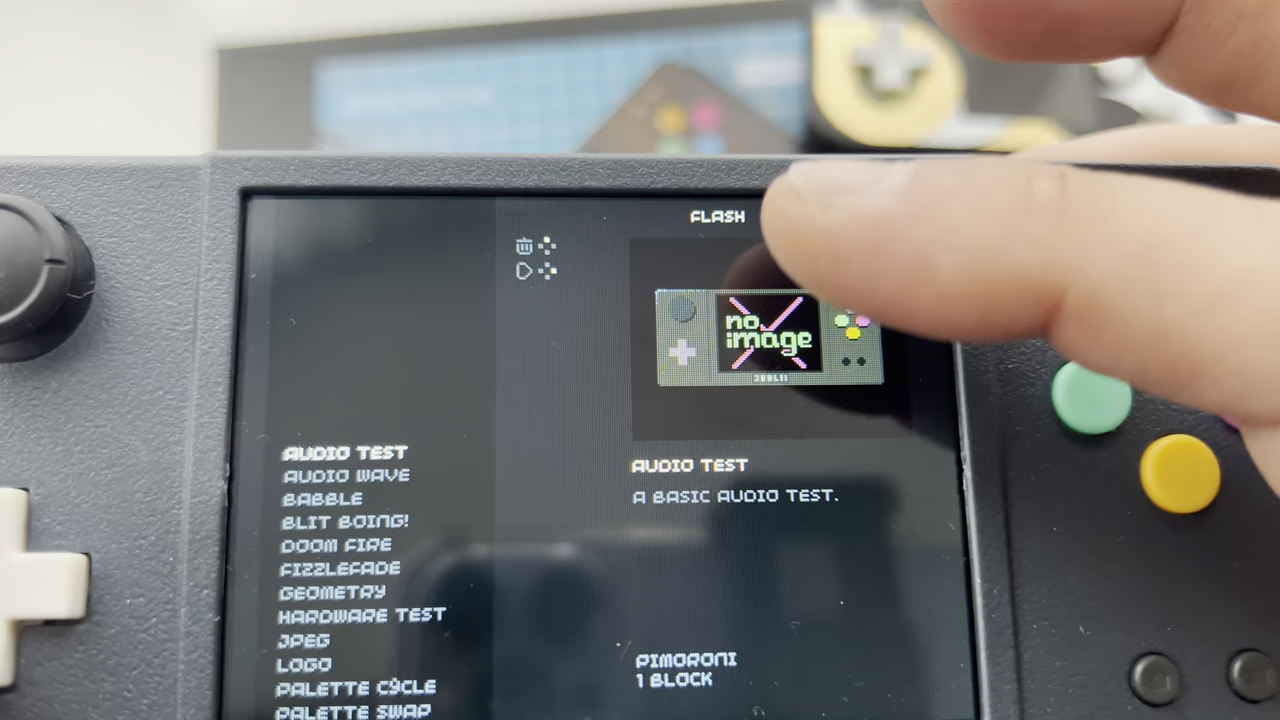 FLASH
no
image
AUDIO TEST
AUDIO WAVE
BABBLE
BLIT BOING!
DOOM FIRE
FIZZLEFADE
GEOMETRY
HARDWARE TEST
JPEG
LOGO
PALETTE CYCLE
PALETTE SWAP
AUDIO TEST
A BASIC AUDIO TEST.
PIMORONI
1 BLOCK